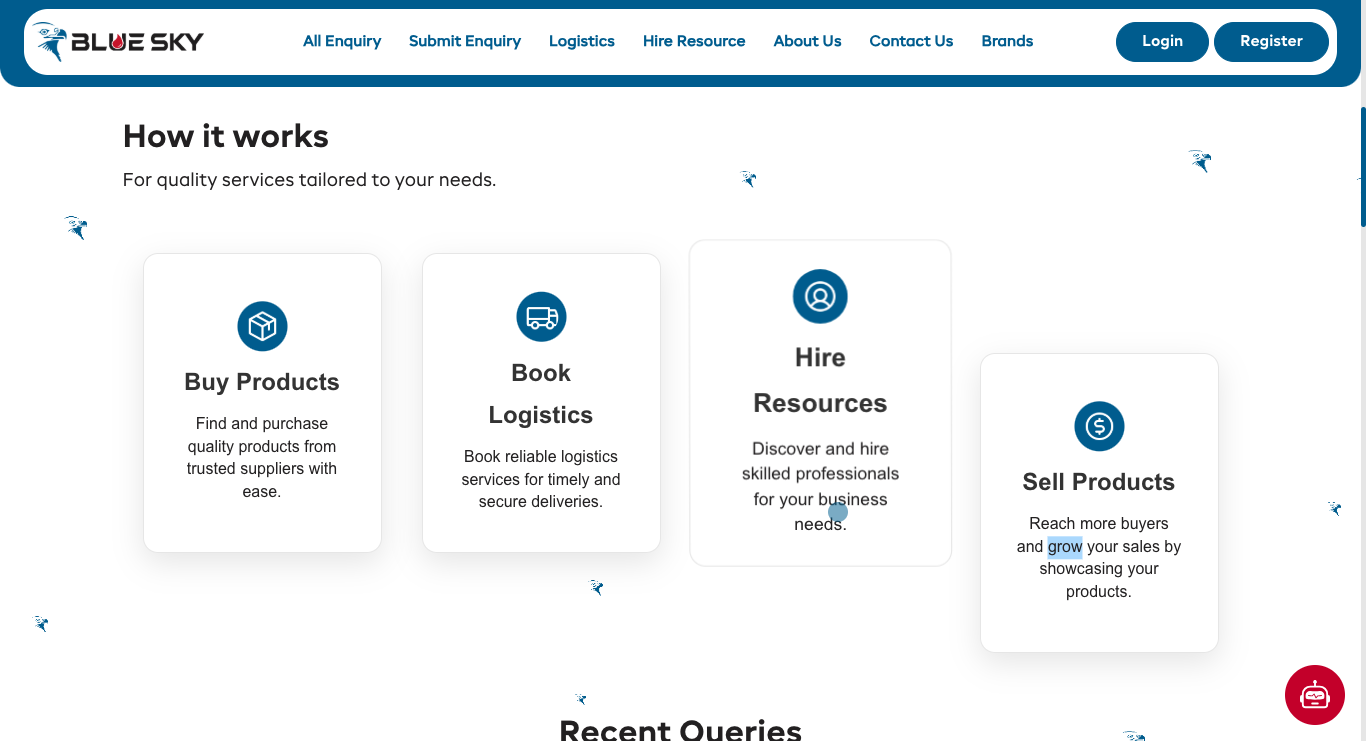 BLUE SKY
All Enquiry
Submit Enquiry
Logistics
Hire Resource
About Us
Contact Us
Brands
Login
Register
How it works
For quality services tailored to your needs.
Buy Products
Find and purchase
quality products from
trusted suppliers with
ease.
Book
Logistics
Book reliable logistics
services for timely and
secure deliveries.
Hire
Resources
Discover and hire
skilled professionals
for your business
needs.
Sell Products
Reach more buyers
and grow your sales by
showcasing your
products.
Recent Queries